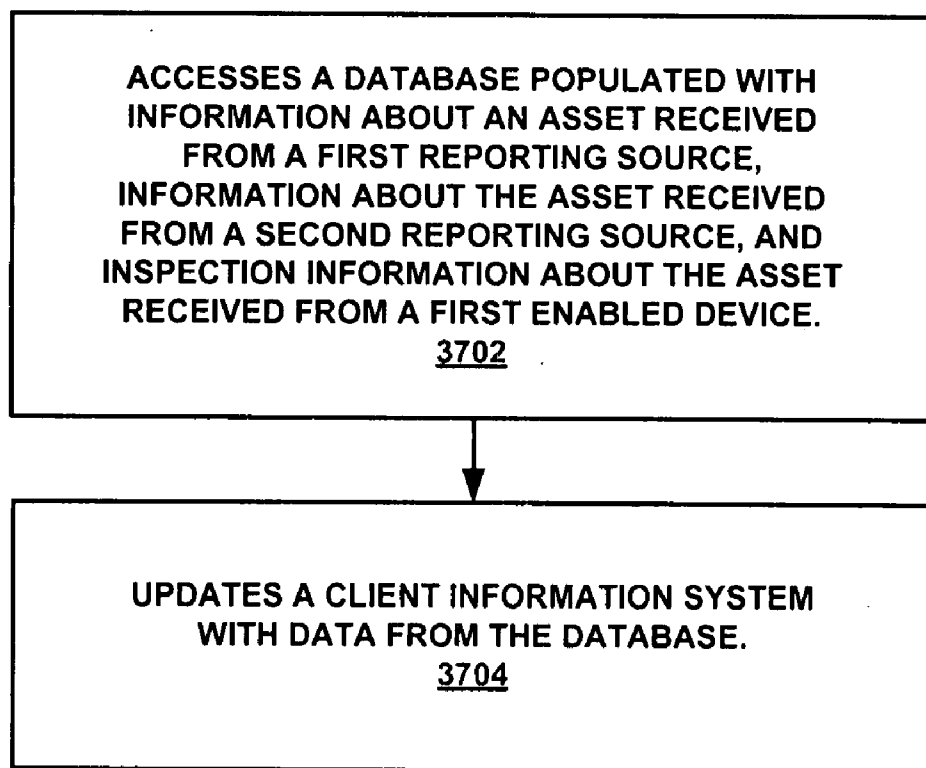 ACCESSES A DATABASE POPULATED WITH
INFORMATION ABOUT AN ASSET RECEIVED
FROM A FIRST REPORTING SOURCE,
INFORMATION ABOUT THE ASSET RECEIVED
FROM A SECOND REPORTING SOURCE, AND
INSPECTION INFORMATION ABOUT THE ASSET
RECEIVED FROM A FIRST ENABLED DEVICE.
3702
UPDATES A CLIENT INFORMATION SYSTEM
WITH DATA FROM THE DATABASE.
3704